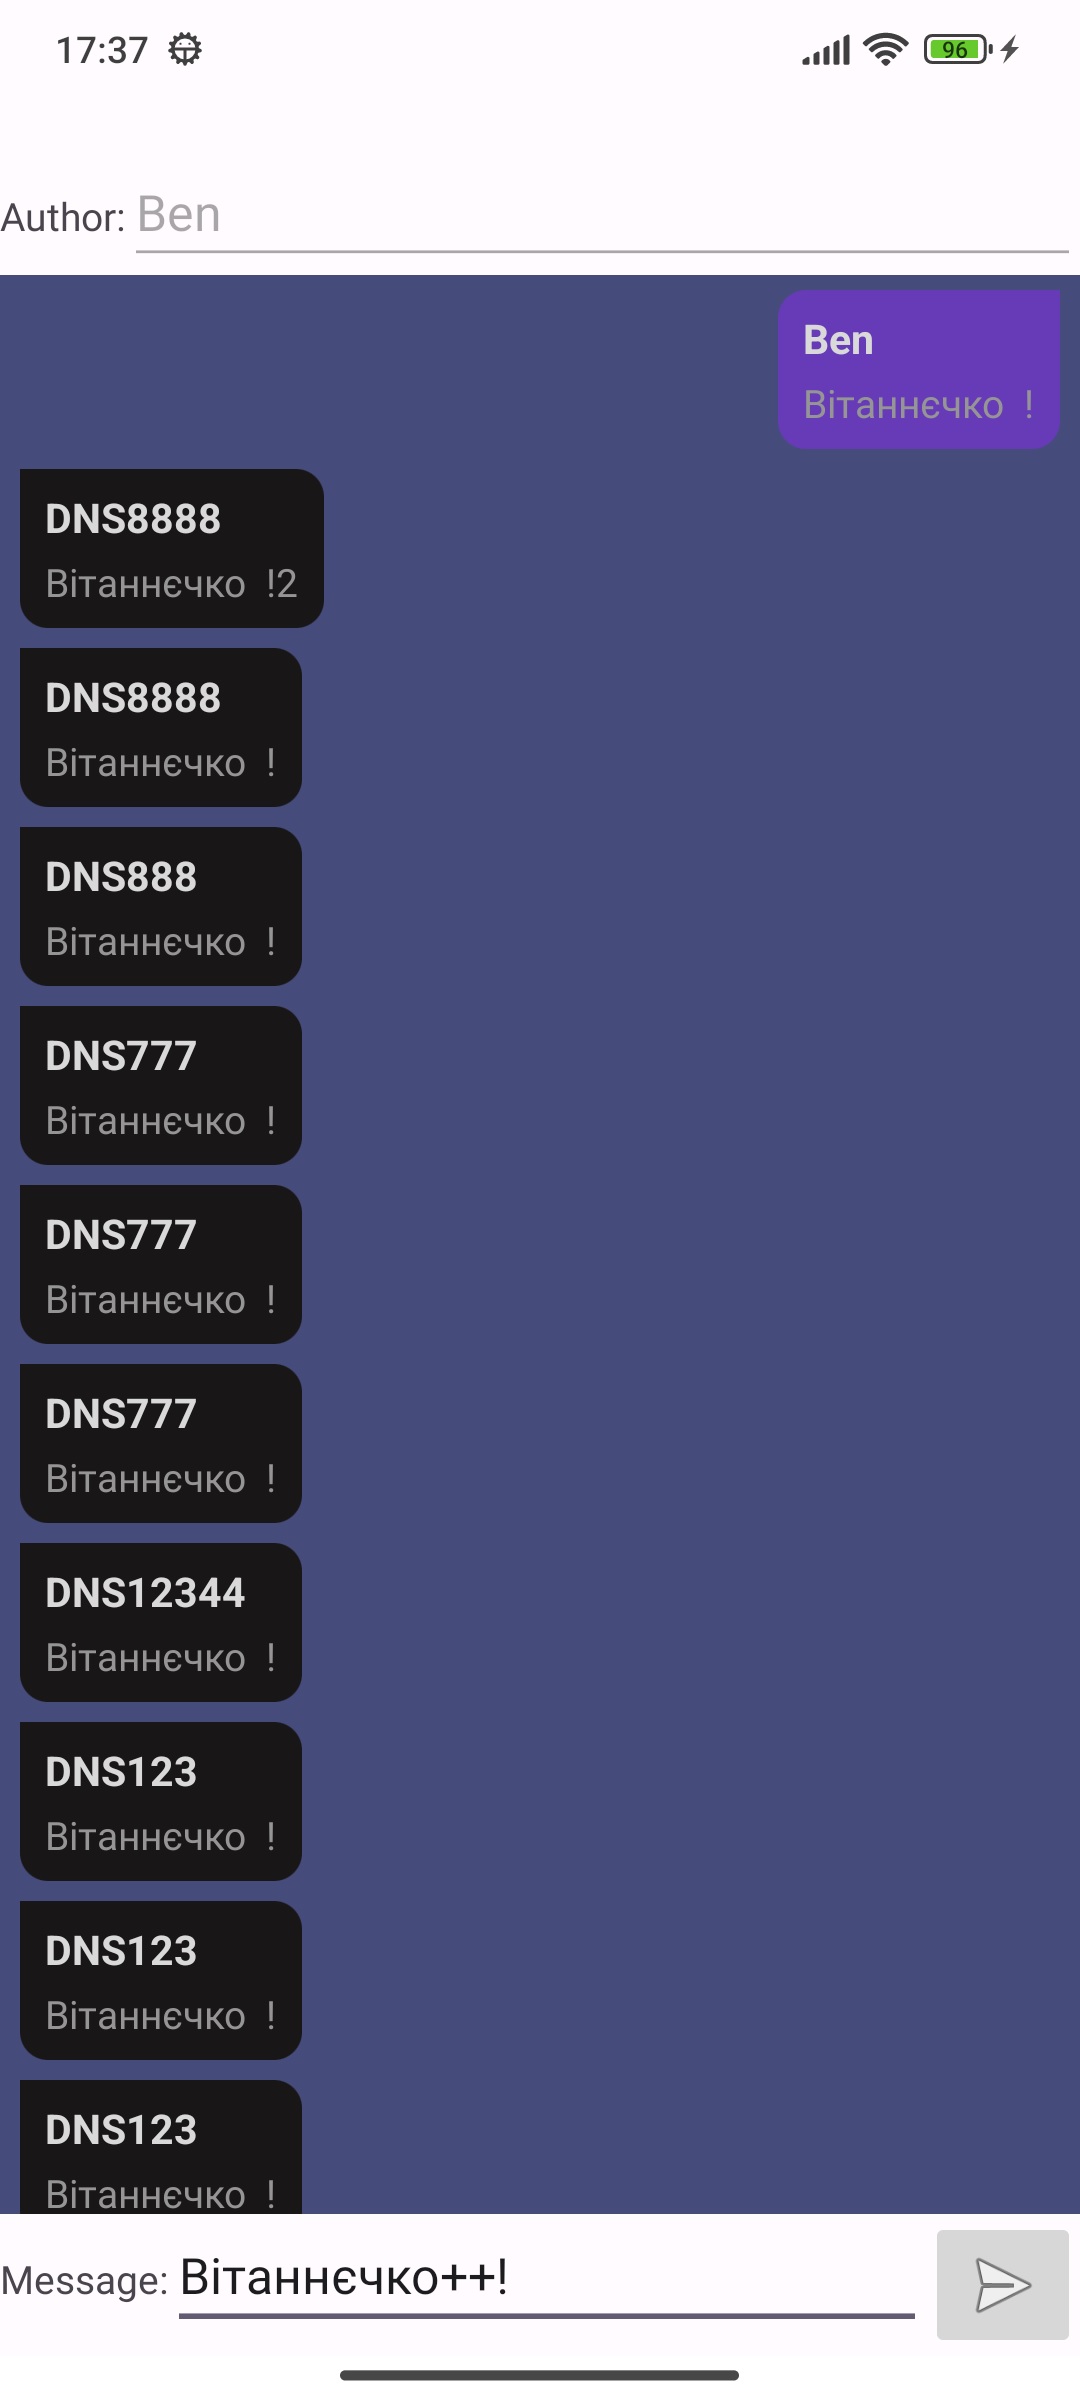 17:37
96
Author: Ben
Ben
Вітаннєчко  !
DNS8888
Вітаннєчко  !2
DNS8888
Вітаннєчко  !
DNS888
Вітаннєчко  !
DNS777
Вітаннєчко  !
DNS777
Вітаннєчко  !
DNS777
Вітаннєчко  !
DNS12344
Вітаннєчко  !
DNS123
Вітаннєчко  !
DNS123
Вітаннєчко  !
DNS123
Вітаннєчко  !
Message: Вітаннєчко++!